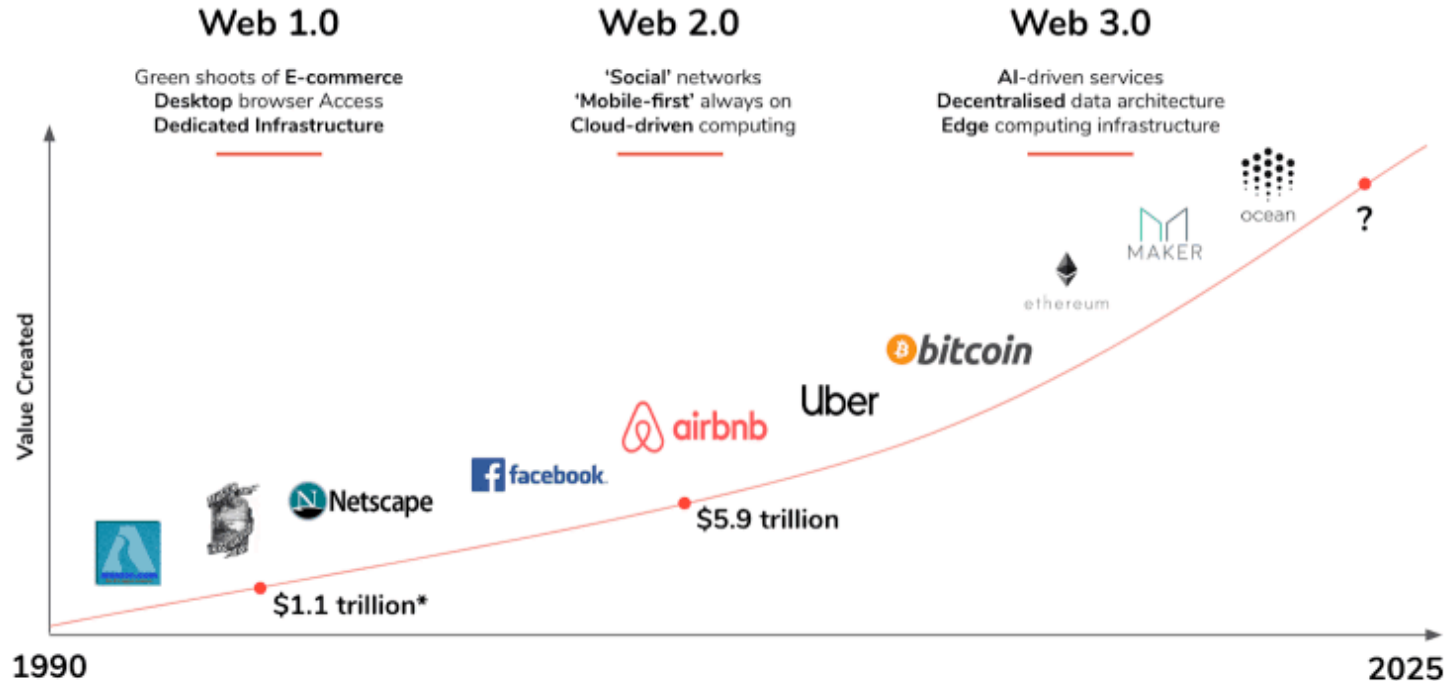 Web 1.0
Green shoots of E-commerce
Desktop browser Access
Dedicated Infrastructure
Web 2.0
'Social' networks
'Mobile-first' always on
Cloud-driven computing
Web 3.0
AI-driven services
Decentralised data architecture
Edge computing infrastructure
Value Created
ocean
?
MAKER
ethereum
bitcoin
Uber
airbnb
facebook.
N Netscape
$5.9 trillion
amazon.com
$1.1 trillion*
1990
2025